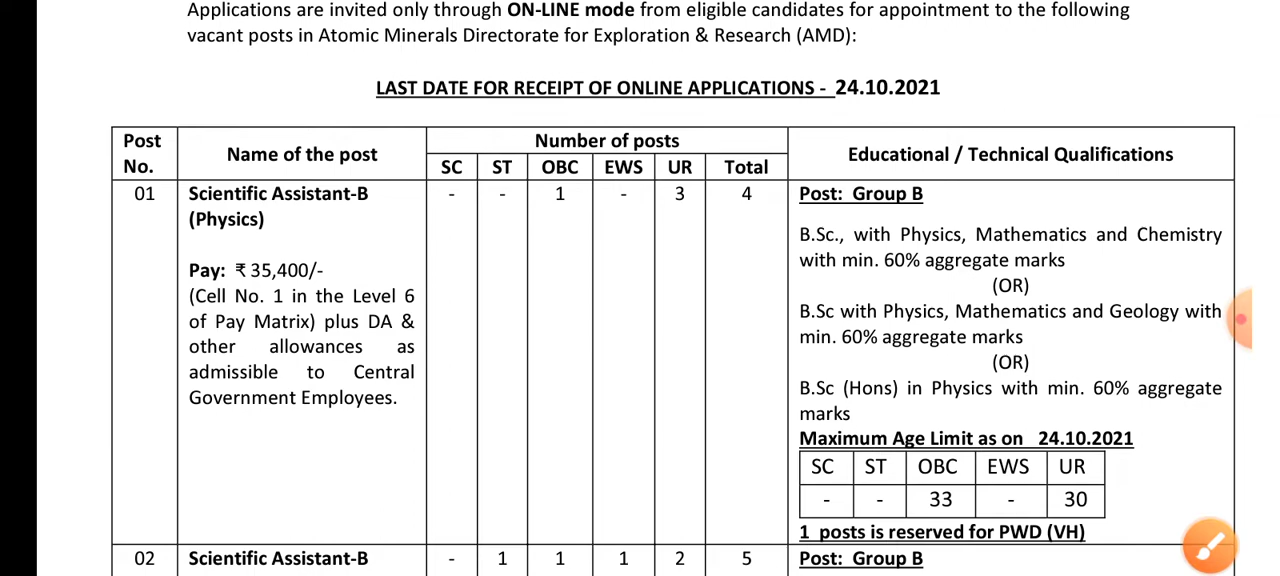 Applications are invited only through ON-LINE mode from eligible candidates for appointment to the following
vacant posts in Atomic Minerals Directorate for Exploration & Research (AMD):
LAST DATE FOR RECEIPT OF ONLINE APPLICATIONS - 24.10.2021
Post No. Name of the post Number of posts Educational / Technical Qualifications
SC ST OBC EWS UR Total
01 Scientific Assistant-B - - 1 - 3 4 Post: Group B
(Physics)
B.Sc., with Physics, Mathematics and Chemistry
with min. 60% aggregate marks
Pay: ₹ 35,400/-
(OR)
(Cell No. 1 in the Level 6
B.Sc with Physics, Mathematics and Geology with
of Pay Matrix) plus DA &
min. 60% aggregate marks
other allowances as
(OR)
admissible to Central
B.Sc (Hons) in Physics with min. 60% aggregate
Government Employees.
marks
Maximum Age Limit as on 24.10.2021
SC ST OBC EWS UR
- - 33 - 30
1 posts is reserved for PWD (VH)
02 Scientific Assistant-B - 1 1 1 2 5 Post: Group B